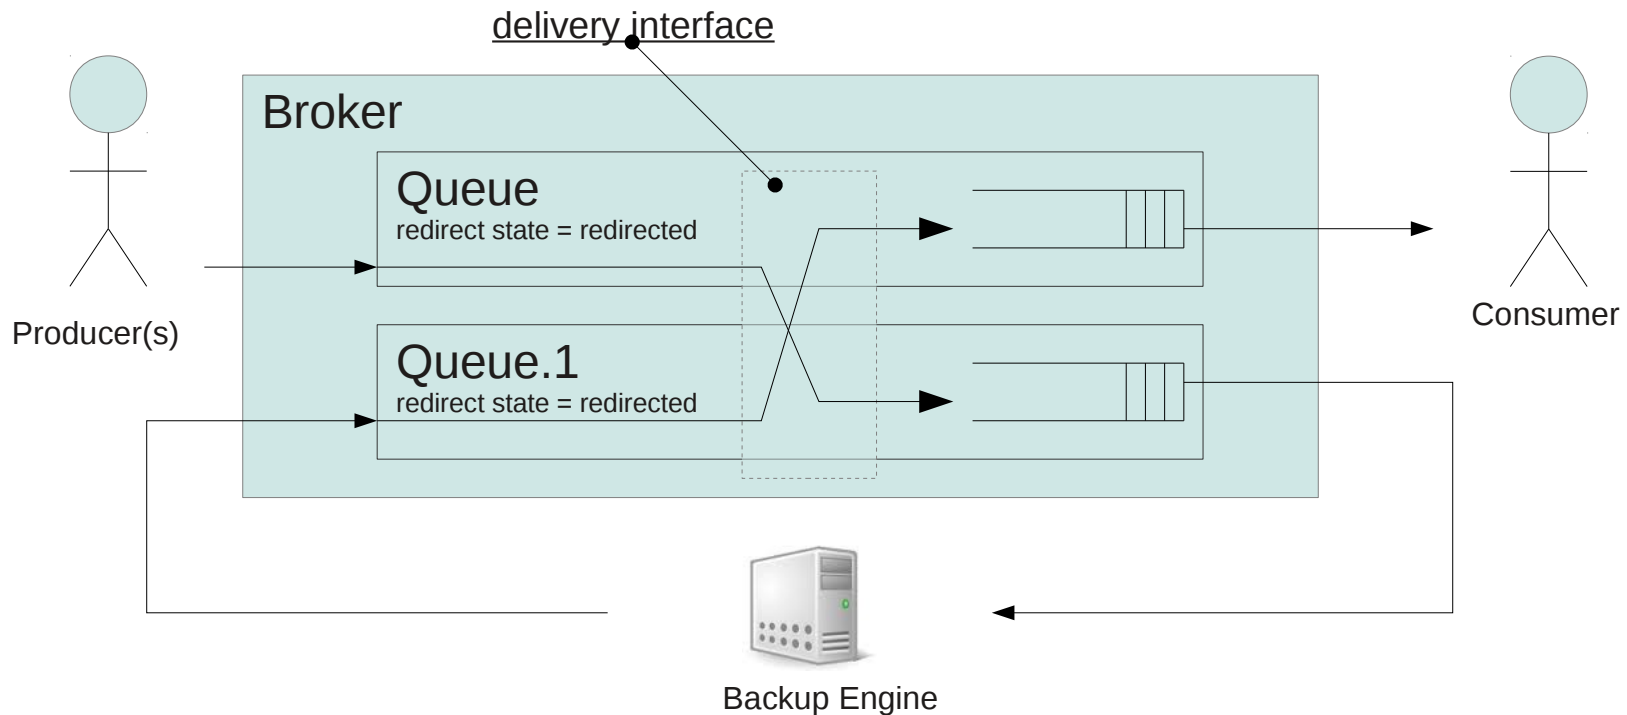 delivery interface
Broker
Queue
redirect state = redirected
Producer(s)
Consumer
Queue.1
redirect state = redirected
Backup Engine